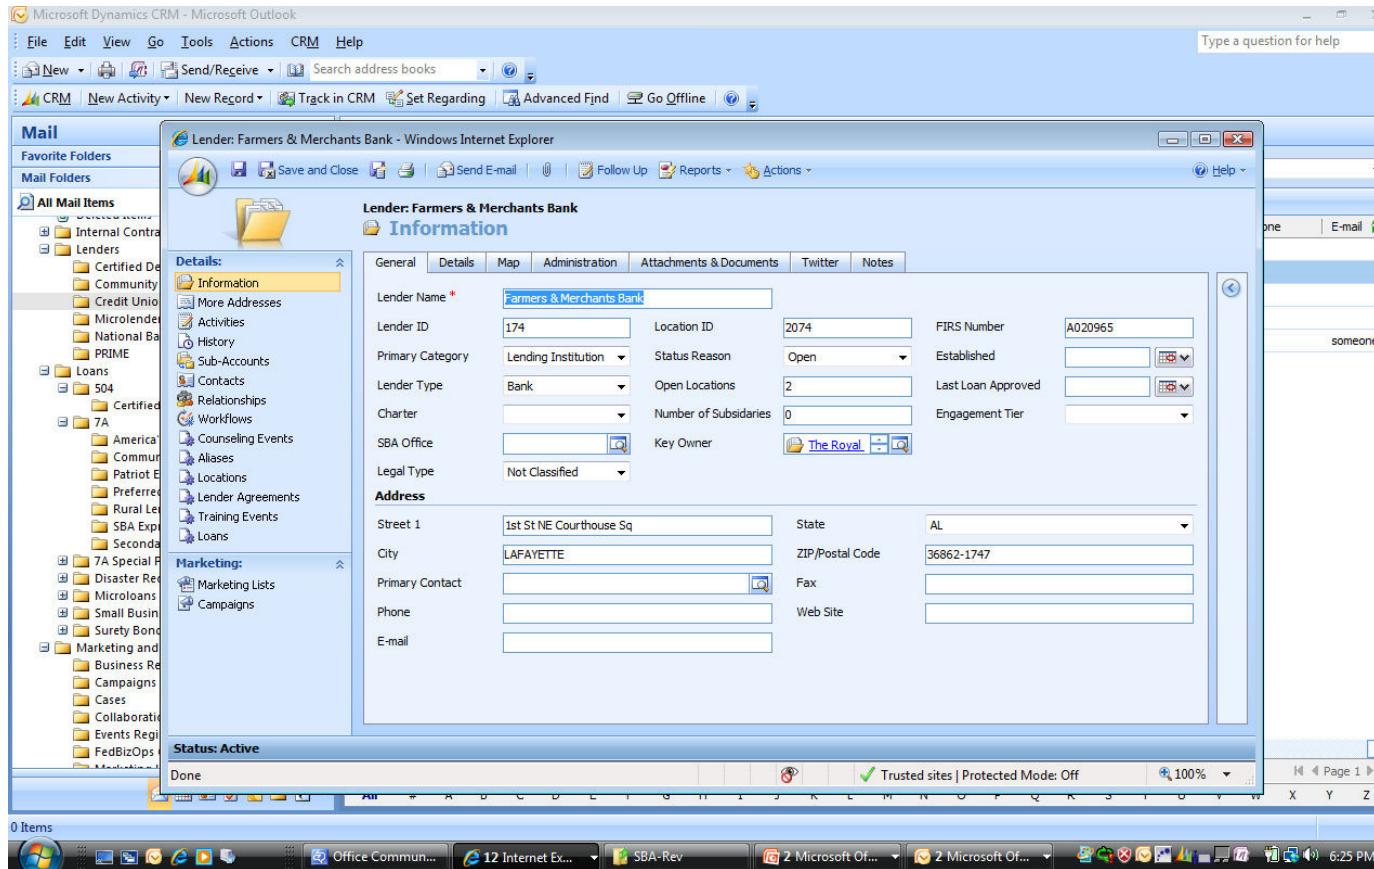 Microsoft Dynamics CRM - Microsoft Outlook
File Edit View Go Tools Actions CRM Help
Type a question for help
New Send/Receive Search address books
CRM New Activity New Record Track in CRM Set Regarding Advanced Find Go Offline
Mail
Favorite Folders
Mail Folders
All Mail Items
Deleted Items
Internal Contra
Lenders
Certified De
Community
Credit Unio
Microlender
National Ba
PRIME
Loans
504
Certified
7A
America'
Commun
Patriot E
Preferred
Rural Le
SBA Exp
Seconda
7A Special P
Disaster Rec
Microloans
Small Busin
Surety Bond
Marketing and
Business Re
Campaigns
Cases
Collaboratio
Events Regi
FedBizOps
Lender: Farmers & Merchants Bank - Windows Internet Explorer
Save and Close Send E-mail Follow Up Reports Actions Help
Lender: Farmers & Merchants Bank
Information
Details:
Information
More Addresses
Activities
History
Sub-Accounts
Contacts
Relationships
Workflows
Counseling Events
Aliases
Locations
Lender Agreements
Training Events
Loans
Marketing:
Marketing Lists
Campaigns
General Details Map Administration Attachments & Documents Twitter Notes
Lender Name * Farmers & Merchants Bank
Lender ID 174 Location ID 2074 FIRS Number A020965
Primary Category Lending Institution Status Reason Open Established
Lender Type Bank Open Locations 2 Last Loan Approved
Charter Number of Subsidaries 0 Engagement Tier
SBA Office Key Owner The Royal
Legal Type Not Classified
Address
Street 1 1st St NE Courthouse Sq State AL
City LAFAYETTE ZIP/Postal Code 36862-1747
Primary Contact Fax
Phone Web Site
E-mail
Status: Active
Done Trusted sites | Protected Mode: Off 100%
one E-mail
someone
Page 1
All # X Y Z
0 Items
Office Commun... 12 Internet Ex... SBA-Rev 2 Microsoft Of... 2 Microsoft Of... 6:25 PM